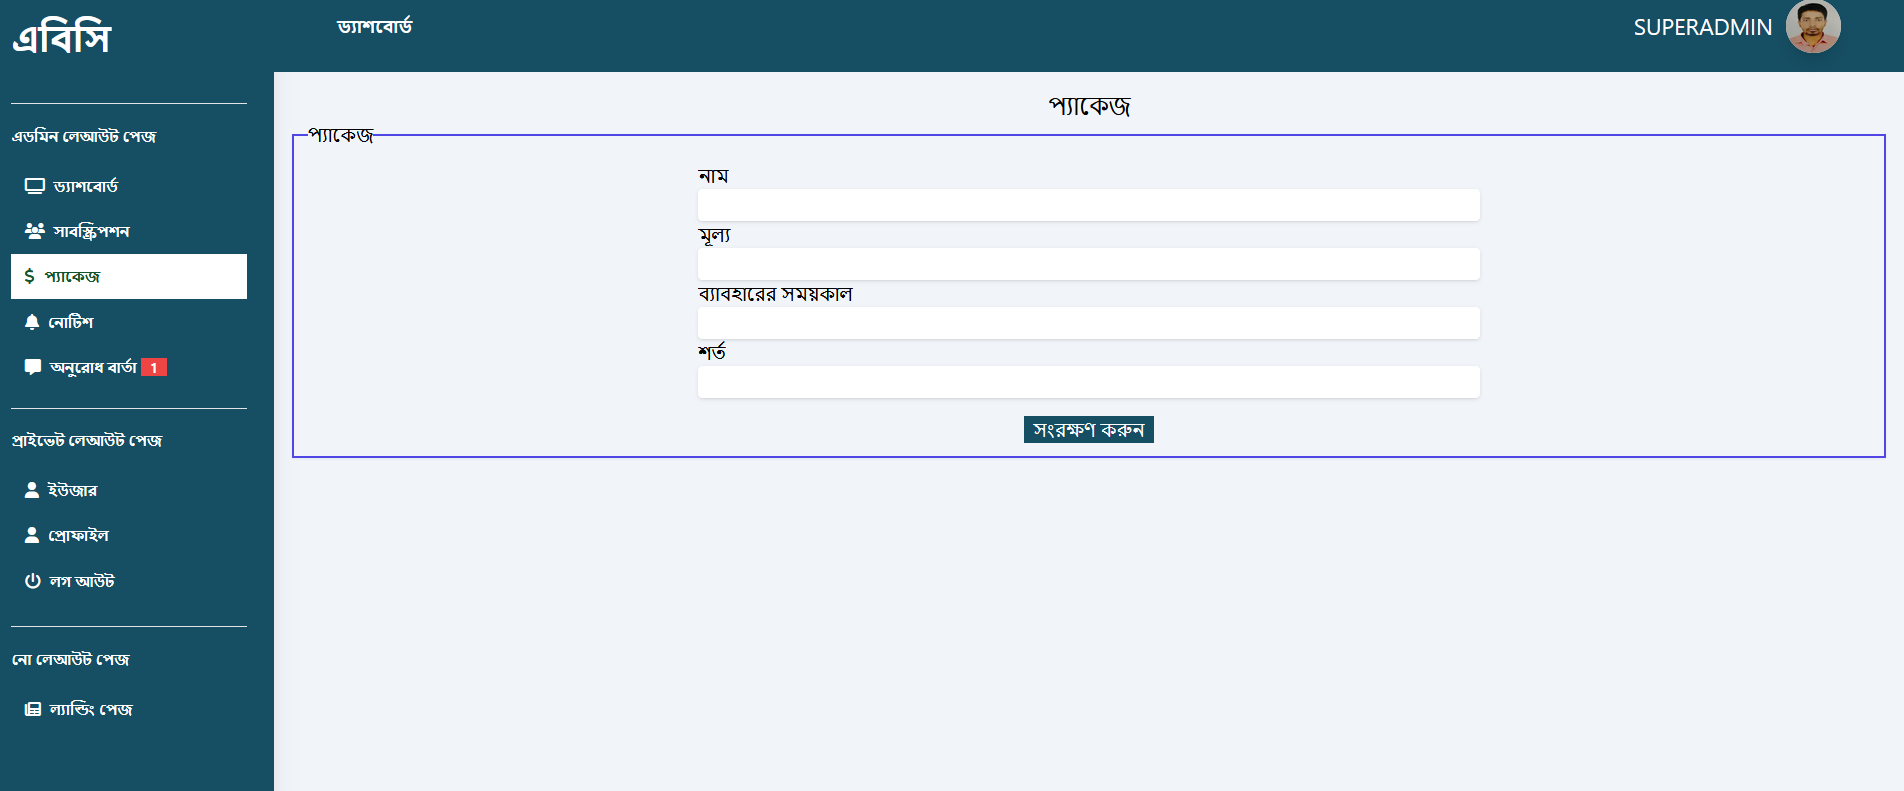 এবিসি
ড্যাশবোর্ড
SUPERADMIN
এডমিন লেআউট পেজ
ড্যাশবোর্ড
সাবস্ক্রিপশন
$ প্যাকেজ
নোটিশ
অনুরোধ বার্তা 1
প্রাইভেট লেআউট পেজ
ইউজার
প্রোফাইল
লগ আউট
নো লেআউট পেজ
ল্যান্ডিং পেজ
প্যাকেজ
প্যাকেজ
নাম
মূল্য
ব্যাবহারের সময়কাল
শর্ত
সংরক্ষণ করুন